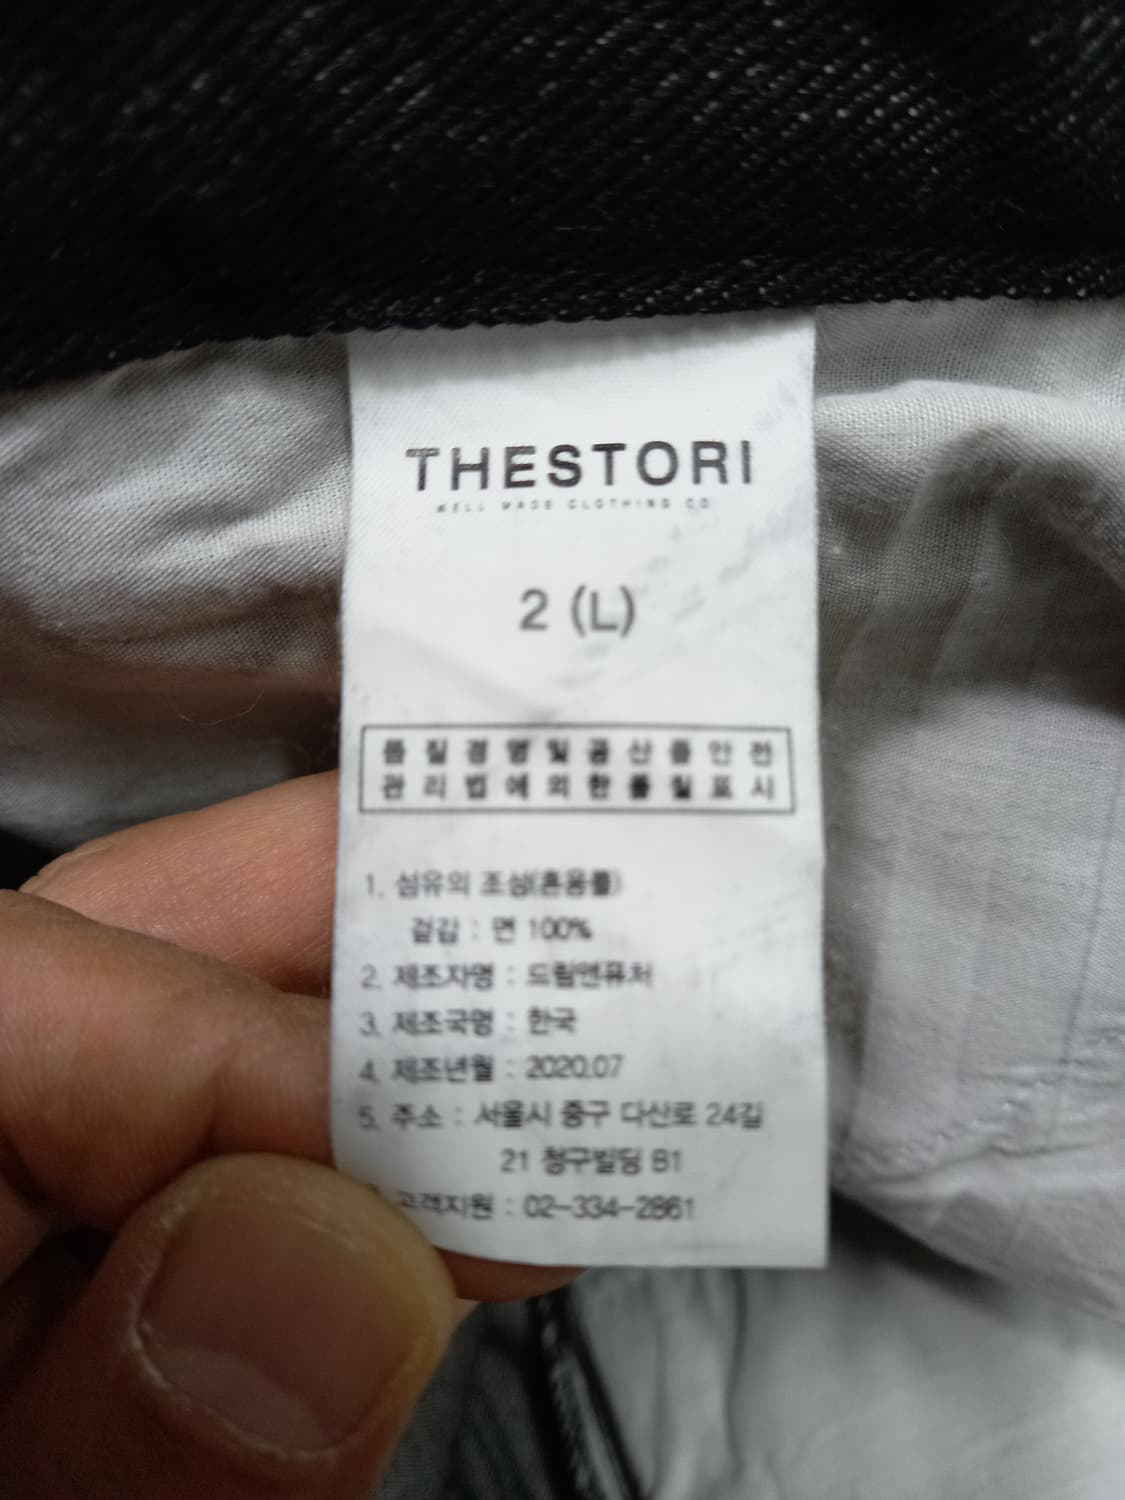 THESTORI
WELL MADE CLOTHING CO
2 (L)
품질경영및공산품안전
관리법에의한품질표시
1. 섬유의 조성(혼용률)
겉감 : 면 100%
2. 제조자명 : 드림앤퓨처
3. 제조국명 : 한국
4. 제조년월 : 2020.07
5. 주소 : 서울시 중구 다산로 24길
21 청구빌딩 B1
고객지원 : 02-334-2861